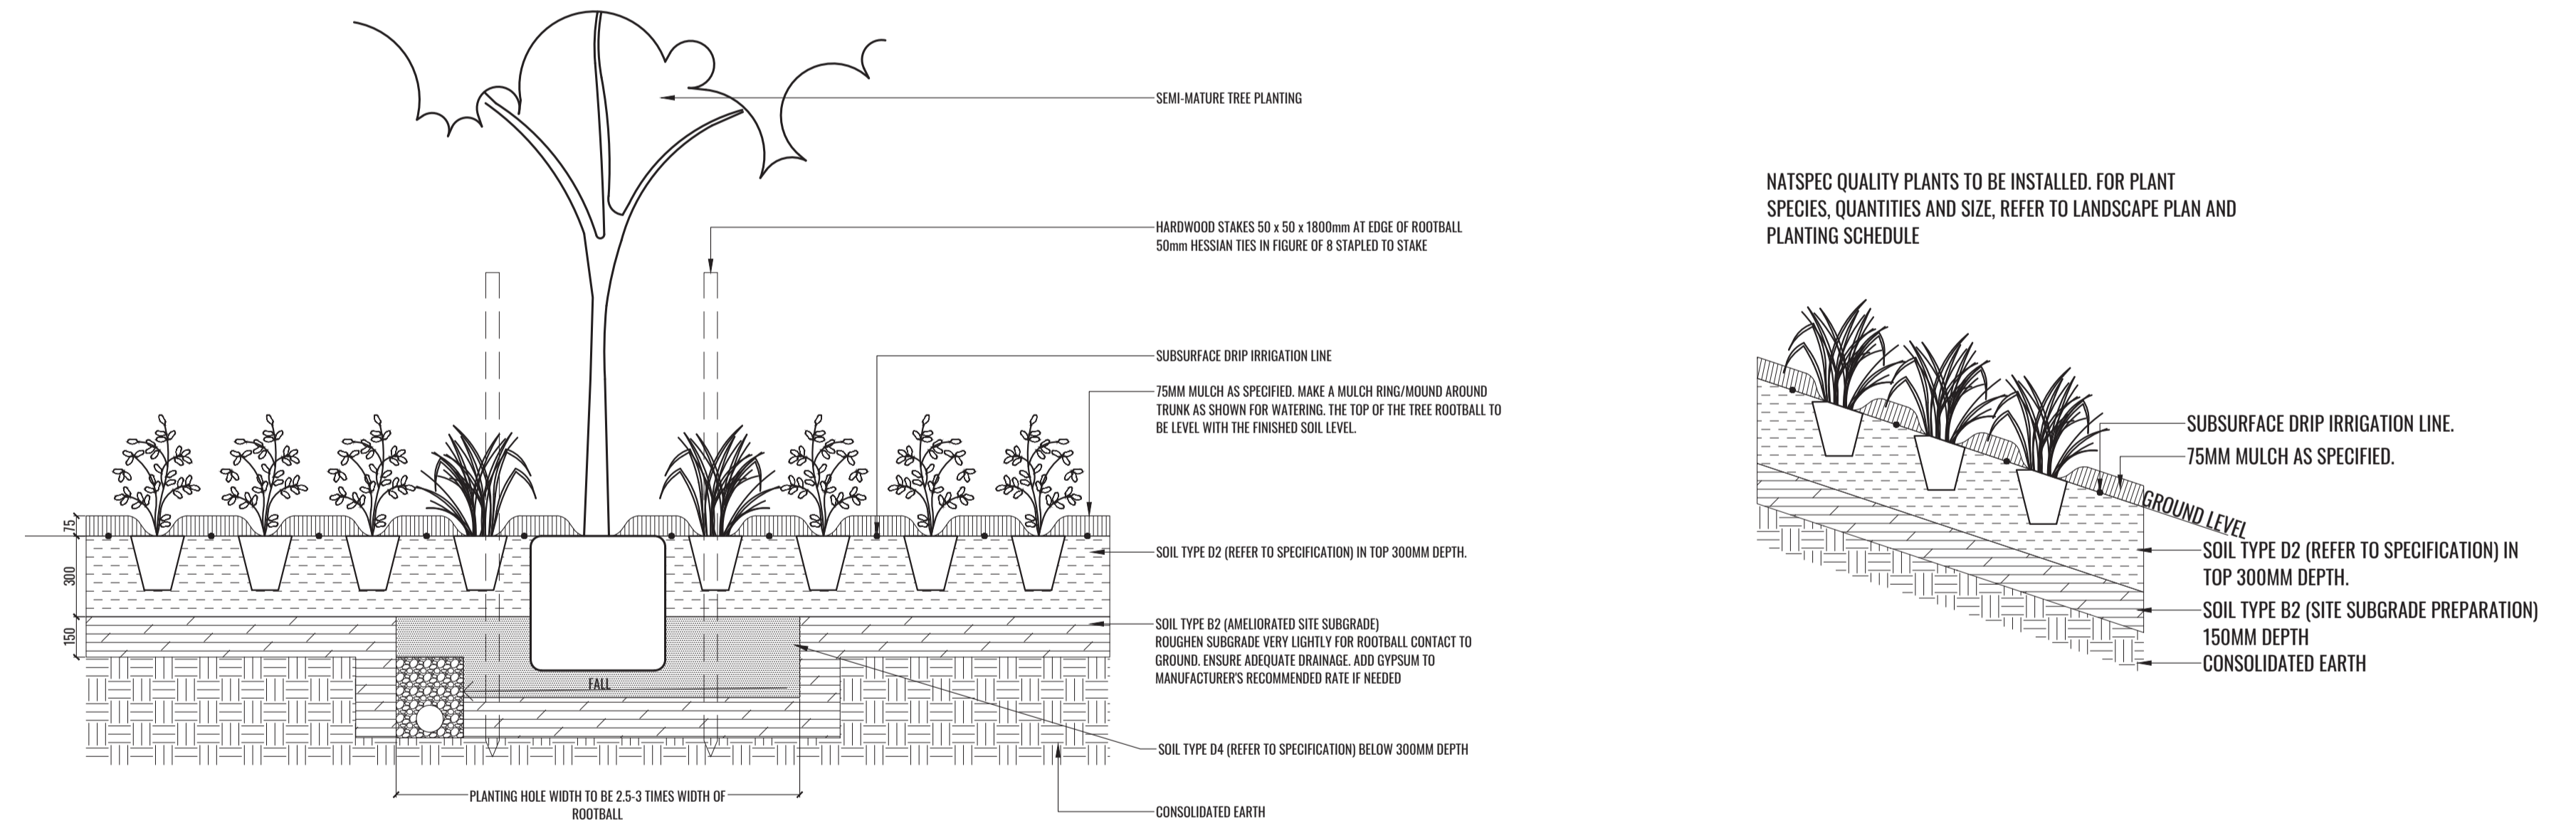 SEMI-MATURE TREE PLANTING
HARDWOOD STAKES 50 x 50 x 1800mm AT EDGE OF ROOTBALL
50mm HESSIAN TIES IN FIGURE OF 8 STAPLED TO STAKE
SUBSURFACE DRIP IRRIGATION LINE
75MM MULCH AS SPECIFIED. MAKE A MULCH RING/MOUND AROUND
TRUNK AS SHOWN FOR WATERING. THE TOP OF THE TREE ROOTBALL TO
BE LEVEL WITH THE FINISHED SOIL LEVEL.
75
300
150
SOIL TYPE D2 (REFER TO SPECIFICATION) IN TOP 300MM DEPTH.
SOIL TYPE B2 (AMELIORATED SITE SUBGRADE)
ROUGHEN SUBGRADE VERY LIGHTLY FOR ROOTBALL CONTACT TO
GROUND. ENSURE ADEQUATE DRAINAGE. ADD GYPSUM TO
MANUFACTURER'S RECOMMENDED RATE IF NEEDED
FALL
SOIL TYPE D4 (REFER TO SPECIFICATION) BELOW 300MM DEPTH
PLANTING HOLE WIDTH TO BE 2.5-3 TIMES WIDTH OF
ROOTBALL
CONSOLIDATED EARTH
NATSPEC QUALITY PLANTS TO BE INSTALLED. FOR PLANT
SPECIES, QUANTITIES AND SIZE, REFER TO LANDSCAPE PLAN AND
PLANTING SCHEDULE
SUBSURFACE DRIP IRRIGATION LINE.
75MM MULCH AS SPECIFIED.
GROUND LEVEL
SOIL TYPE D2 (REFER TO SPECIFICATION) IN
TOP 300MM DEPTH.
SOIL TYPE B2 (SITE SUBGRADE PREPARATION)
150MM DEPTH
CONSOLIDATED EARTH